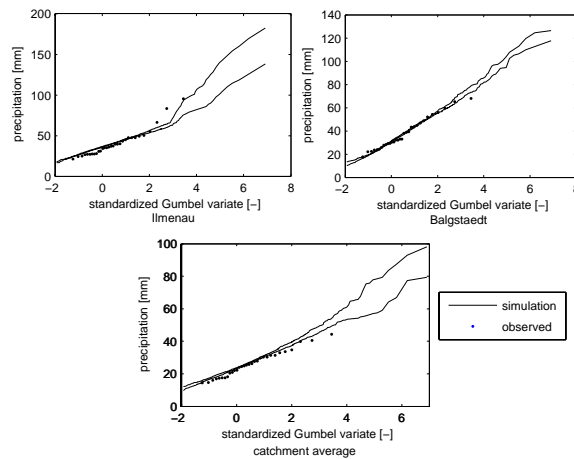 200
150
100
50
0
precipitation [mm]
−2 0 2 4 6 8
standardized Gumbel variate [−]
Ilmenau
140
120
100
80
60
40
20
0
precipitation [mm]
−2 0 2 4 6 8
standardized Gumbel variate [−]
Balgstaedt
100
80
60
40
20
0
precipitation [mm]
−2 0 2 4 6
standardized Gumbel variate [−]
catchment average
simulation
observed